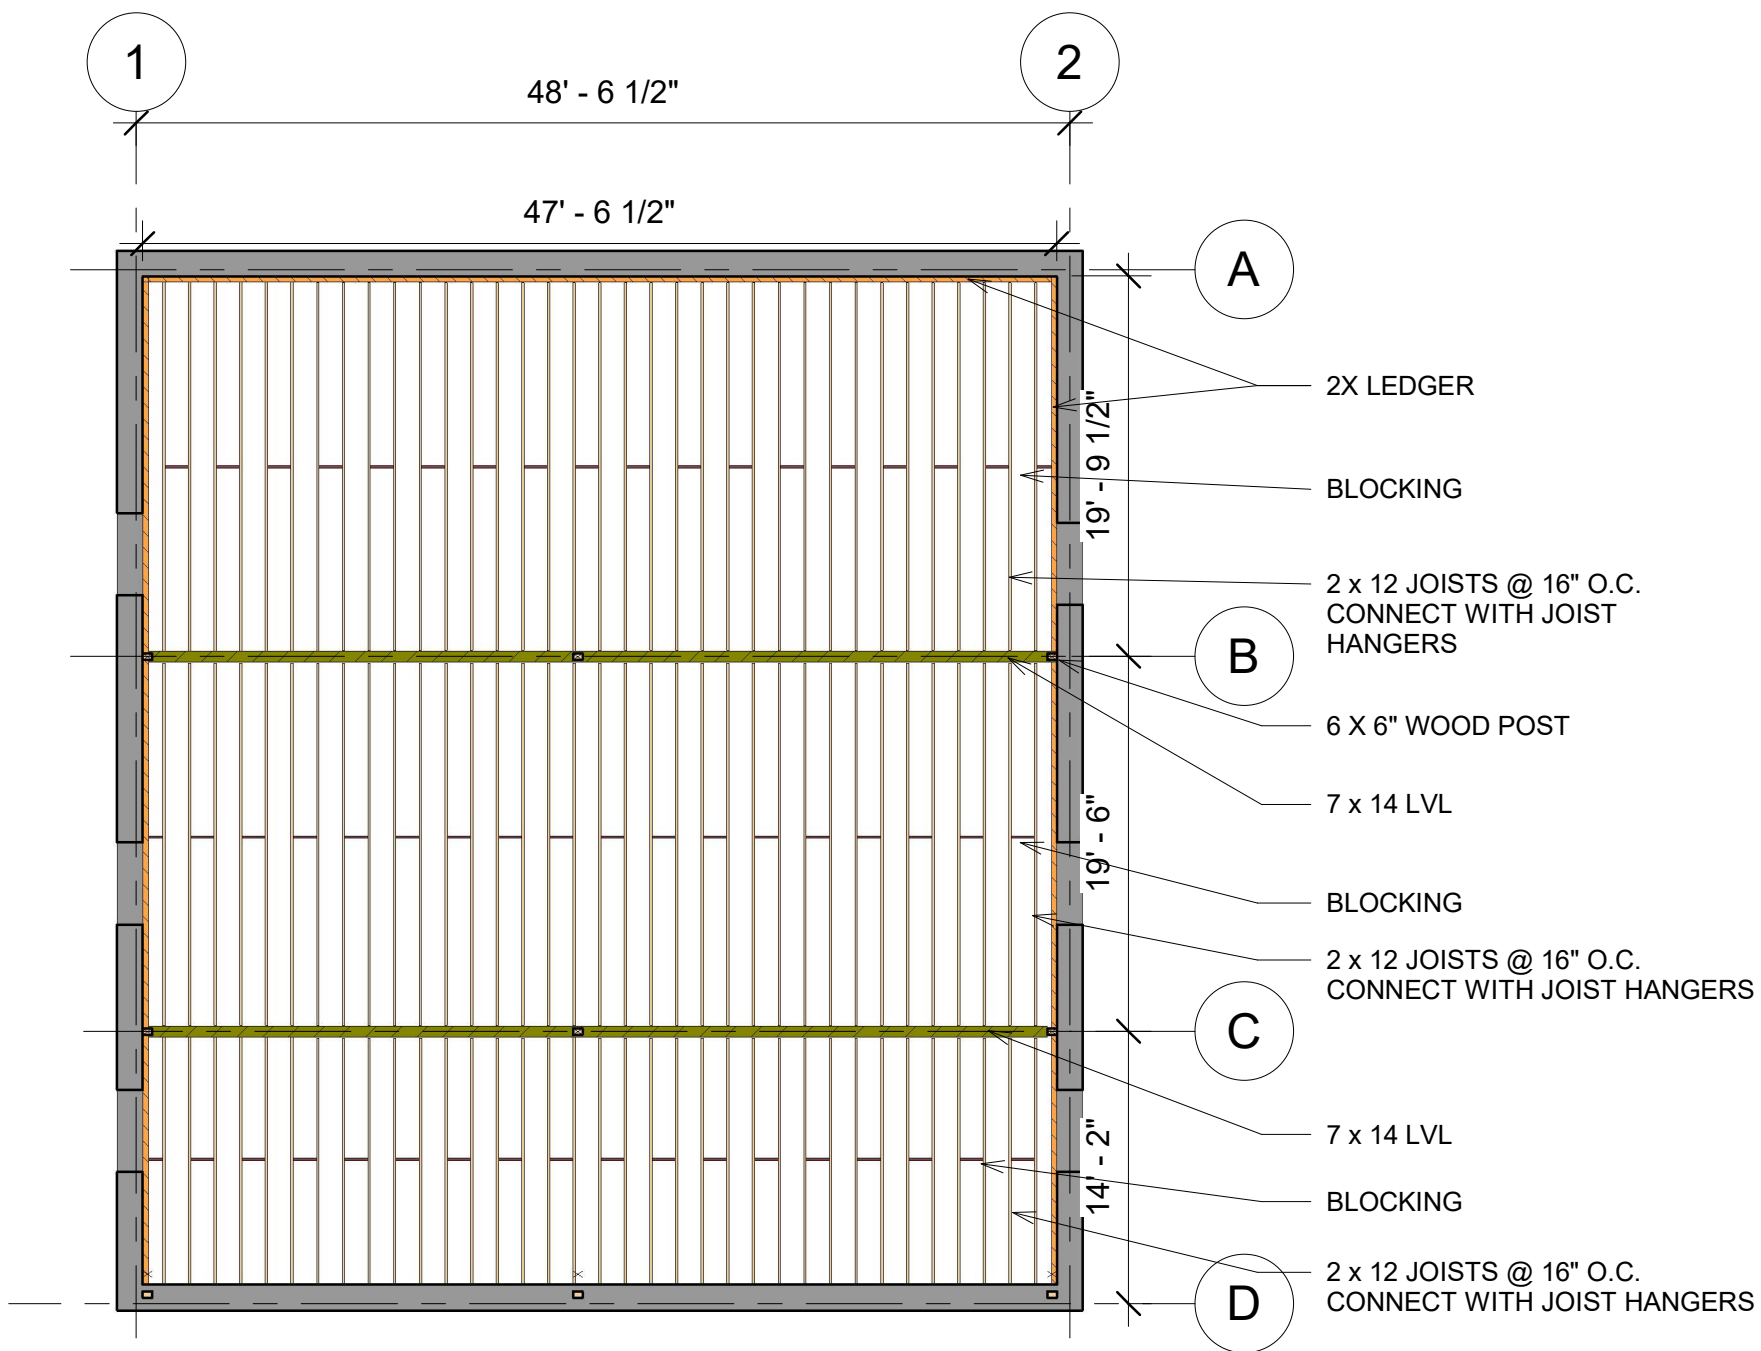 1
2
48' - 6 1/2"
47' - 6 1/2"
A
2X LEDGER
19' - 9 1/2"
BLOCKING
2 x 12 JOISTS @ 16" O.C.
CONNECT WITH JOIST
HANGERS
B
6 X 6" WOOD POST
7 x 14 LVL
19' - 6"
BLOCKING
2 x 12 JOISTS @ 16" O.C.
CONNECT WITH JOIST HANGERS
C
7 x 14 LVL
14' - 2"
BLOCKING
2 x 12 JOISTS @ 16" O.C.
CONNECT WITH JOIST HANGERS
D